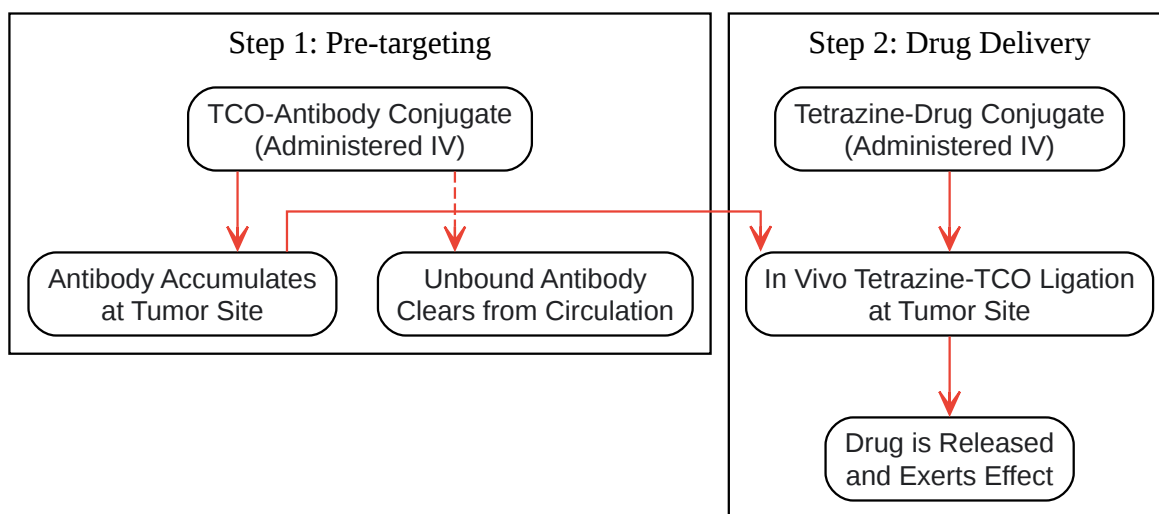 Step 1: Pre-targeting
TCO-Antibody Conjugate
(Administered IV)
Antibody Accumulates
at Tumor Site
Unbound Antibody
Clears from Circulation
Step 2: Drug Delivery
Tetrazine-Drug Conjugate
(Administered IV)
In Vivo Tetrazine-TCO Ligation
at Tumor Site
Drug is Released
and Exerts Effect